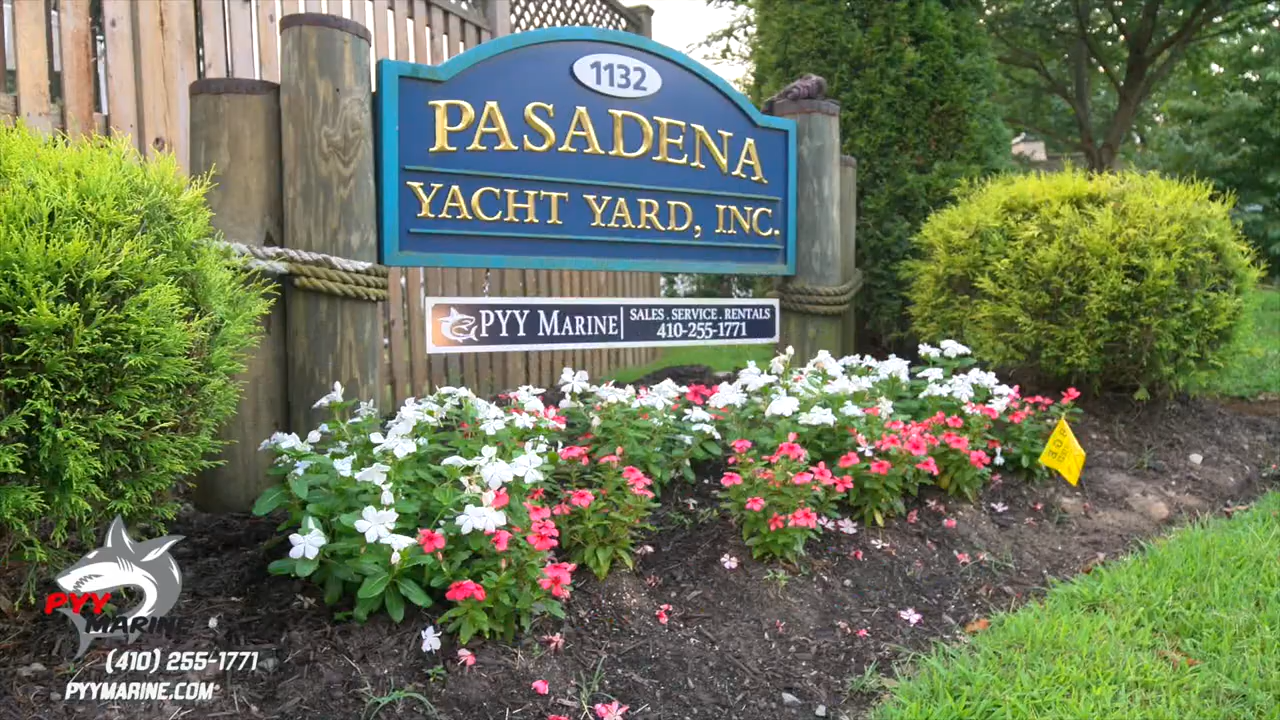 1132
PASADENA
YACHT YARD, INC.
PYY MARINE
SALES . SERVICE . RENTALS
410-255-1771
PYY
MARINE
(410) 255-1771
PYYMARINE.COM